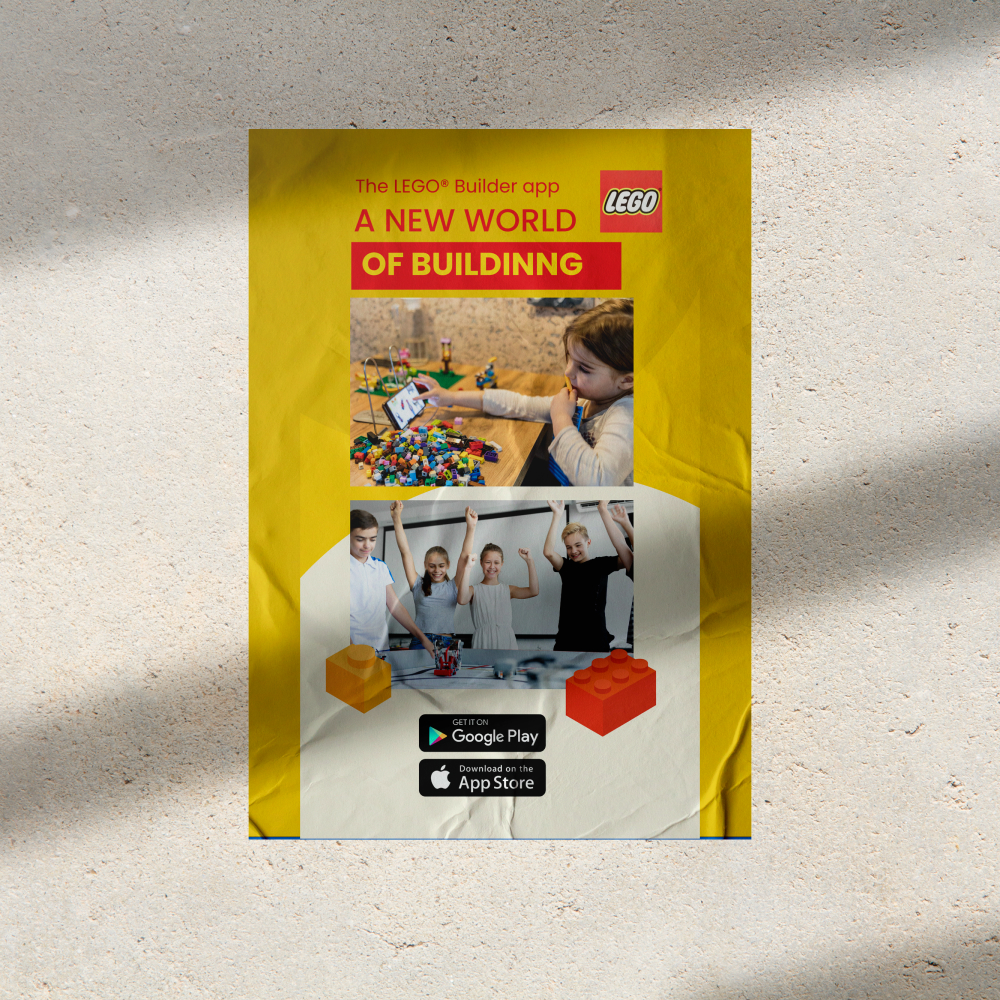 The LEGO® Builder app
LEGO
A NEW WORLD
OF BUILDINNG
GET IT ON
Google Play
Download on the
App Store